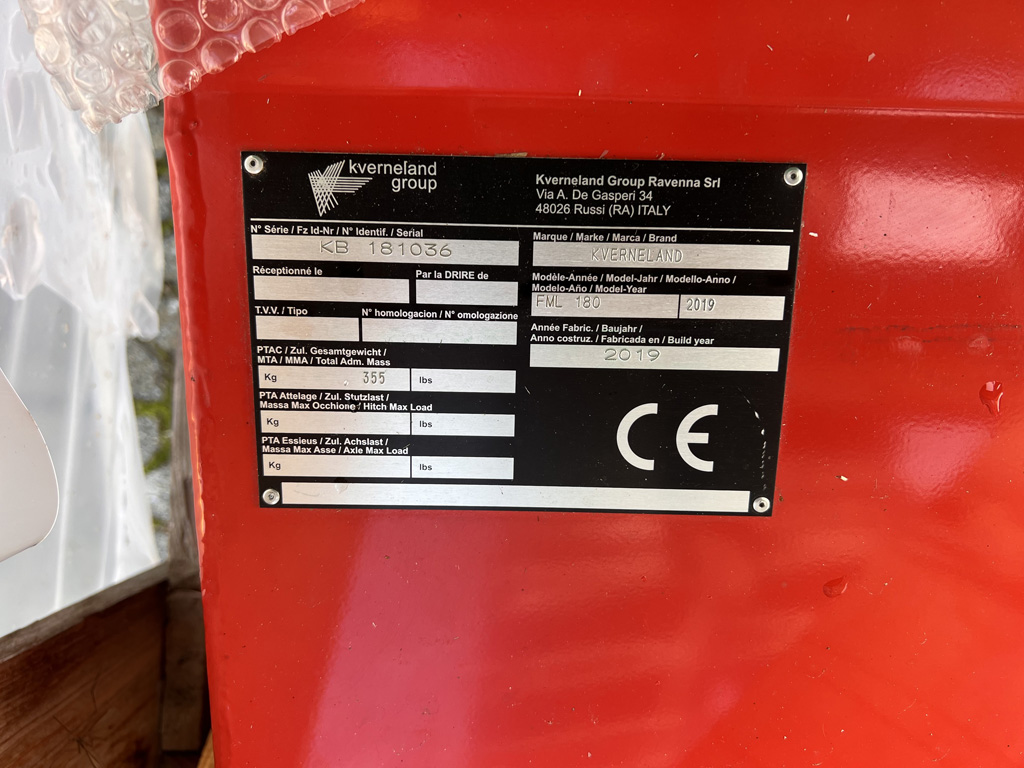 kverneland
group
Kverneland Group Ravenna Srl
Via A. De Gasperi 34
48026 Russi (RA) ITALY
N° Série / Fz Id-Nr / N° Identif. / Serial
KB 181036
Réceptionné le
Par la DRIRE de
T.V.V. / Tipo
N° homologacion / N° omologazione
PTAC / Zul. Gesamtgewicht /
MTA / MMA / Total Adm. Mass
Kg 355 lbs
PTA Attelage / Zul. Stutzlast /
Massa Max Occhione / Hitch Max Load
Kg lbs
PTA Essieus / Zul. Achslast /
Massa Max Asse / Axle Max Load
Kg lbs
Marque / Marke / Marca / Brand
KVERNELAND
Modèle-Année / Model-Jahr / Modello-Anno /
Modelo-Año / Model-Year
FML 180 2019
Année Fabric. / Baujahr /
Anno costruz. / Fabricada en / Build year
2019
CE